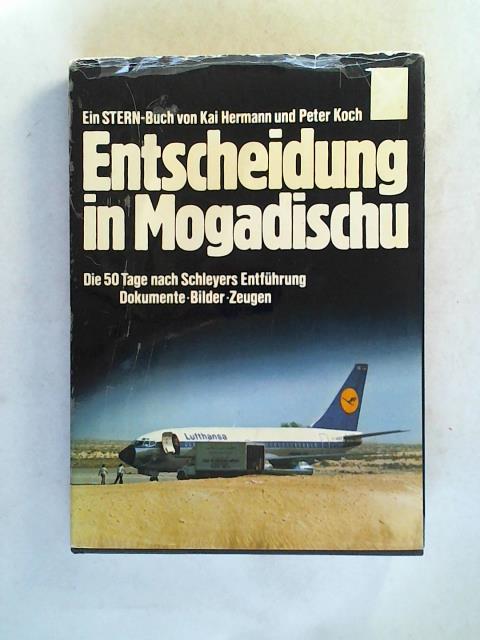 Ein STERN-Buch von Kai Hermann und Peter Koch
Entscheidung
in Mogadischu
Die 50 Tage nach Schleyers Entführung
Dokumente·Bilder·Zeugen
Lufthansa